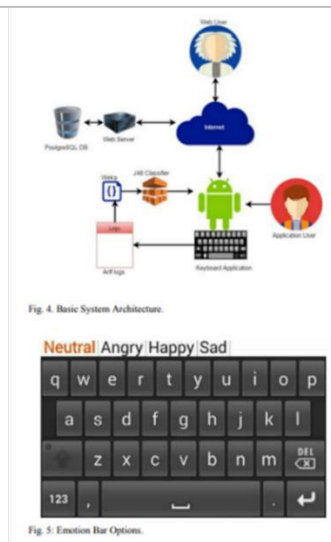 Web User
Internet
PostgreSQL DB
Web Server
Weka
J48 Classifier
Logs
Arff logs
Keyboard Application
Application User
Fig. 4. Basic System Architecture.
Neutral Angry Happy Sad
q w e r t y u i o p
a s d f g h j k l
z x c v b n m DEL
123 , .
Fig. 5: Emotion Bar Options.